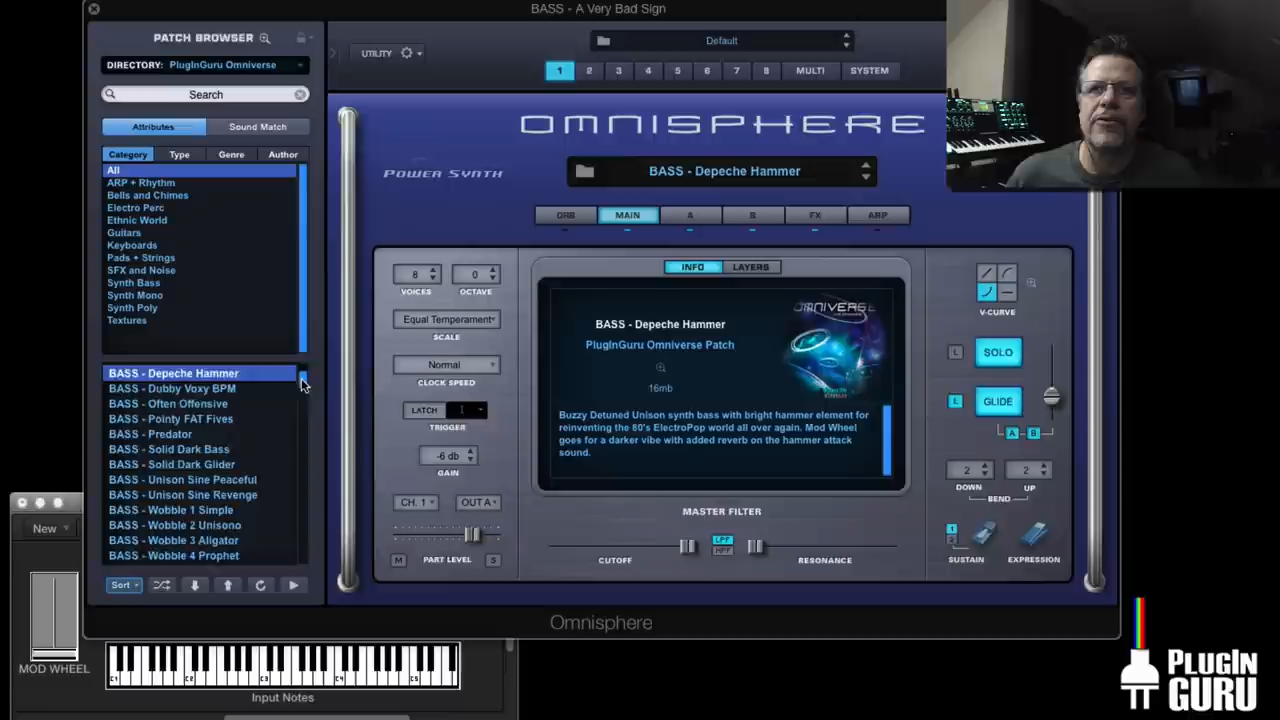 BASS - A Very Bad Sign
PATCH BROWSER
DIRECTORY: PlugInGuru Omniverse
Search
Attributes Sound Match
Category Type Genre Author
All
ARP + Rhythm
Bells and Chimes
Electro Perc
Ethnic World
Guitars
Keyboards
Pads + Strings
SFX and Noise
Synth Bass
Synth Mono
Synth Poly
Textures
BASS - Depeche Hammer
BASS - Dubby Voxy BPM
BASS - Often Offensive
BASS - Pointy FAT Fives
BASS - Predator
BASS - Solid Dark Bass
BASS - Solid Dark Glider
BASS - Unison Sine Peaceful
BASS - Unison Sine Revenge
BASS - Wobble 1 Simple
BASS - Wobble 2 Unisono
BASS - Wobble 3 Aligator
BASS - Wobble 4 Prophet
Sort
UTILITY
Default
1 2 3 4 5 6 7 8 MULTI SYSTEM
OMNISPHERE
POWER SYNTH
BASS - Depeche Hammer
ORB MAIN A B FX ARP
8 0
VOICES OCTAVE
Equal Temperament
SCALE
Normal
CLOCK SPEED
LATCH
TRIGGER
-6 db
GAIN
CH. 1 OUT A
M PART LEVEL S
INFO LAYERS
OMNIVERSE
BASS - Depeche Hammer
PlugInGuru Omniverse Patch
16mb
Buzzy Detuned Unison synth bass with bright hammer element for
reinventing the 80's ElectroPop world all over again. Mod Wheel
goes for a darker vibe with added reverb on the hammer attack
sound.
MASTER FILTER
LPF
HPF
CUTOFF RESONANCE
V-CURVE
L SOLO
L GLIDE
A B
2 2
DOWN UP
BEND
1
2
SUSTAIN EXPRESSION
Omnisphere
New
MOD WHEEL
C1 C2 C3 C4 C5
Input Notes
PLUGIN
GURU